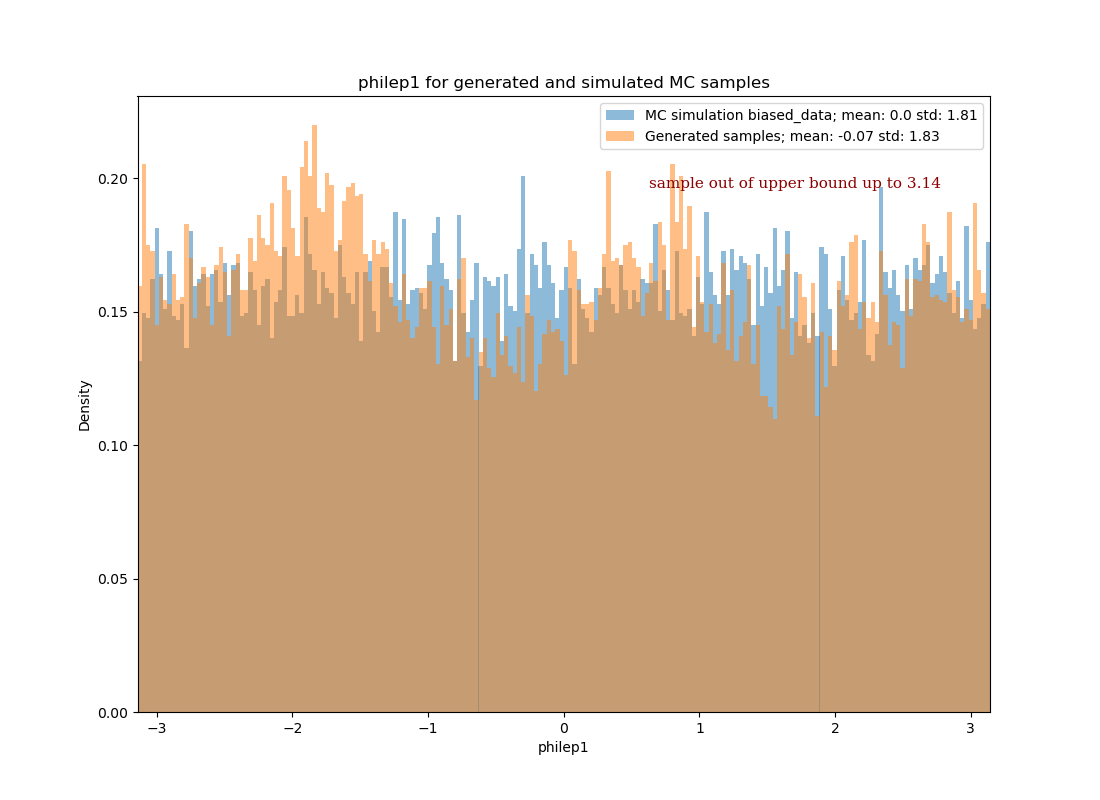 philep1 for generated and simulated MC samples
MC simulation biased_data; mean: 0.0 std: 1.81
Generated samples; mean: -0.07 std: 1.83
sample out of upper bound up to 3.14
0.20
0.15
0.10
0.05
0.00
Density
−3
−2
−1
0
1
2
3
philep1